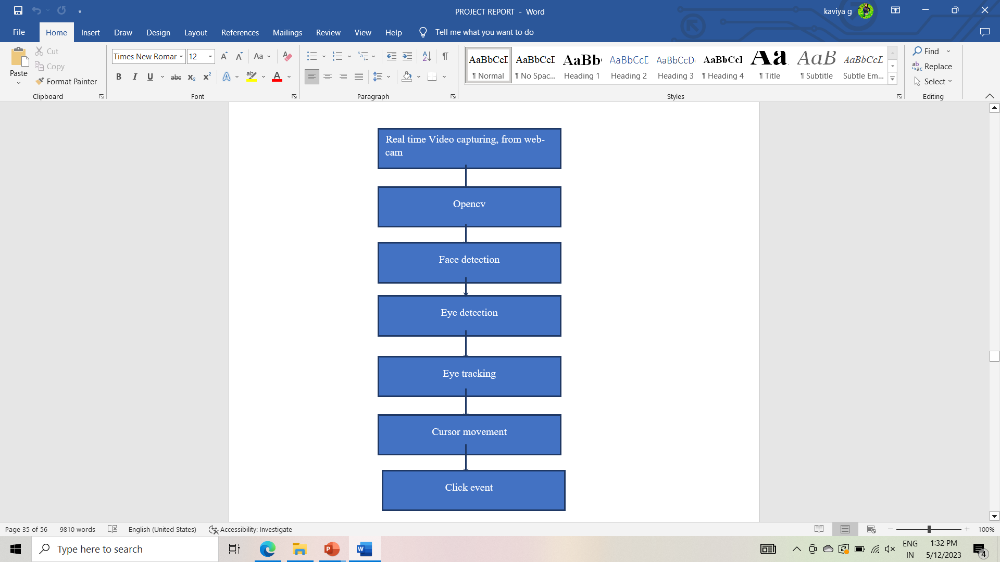 PROJECT REPORT - Word
kaviya g
File Home Insert Draw Design Layout References Mailings Review View Help Tell me what you want to do
Paste
Cut
Copy
Format Painter
Clipboard
Times New Romar 12
Font
Paragraph
AaBbCcI AaBbCcI AaBb( AaBbCcD AaBbCcD( AaBbCcI Aa AaB AaBbCcL
¶ Normal ¶ No Spac... Heading 1 Heading 2 Heading 3 ¶ Heading 4 ¶ Title ¶ Subtitle Subtle Em...
Styles
Find
Replace
Select
Editing
Real time Video capturing, from web-
cam
Opencv
Face detection
Eye detection
Eye tracking
Cursor movement
Click event
Page 35 of 56 9810 words English (United States) Accessibility: Investigate 100%
Type here to search
ENG
IN
1:32 PM
5/12/2023
4